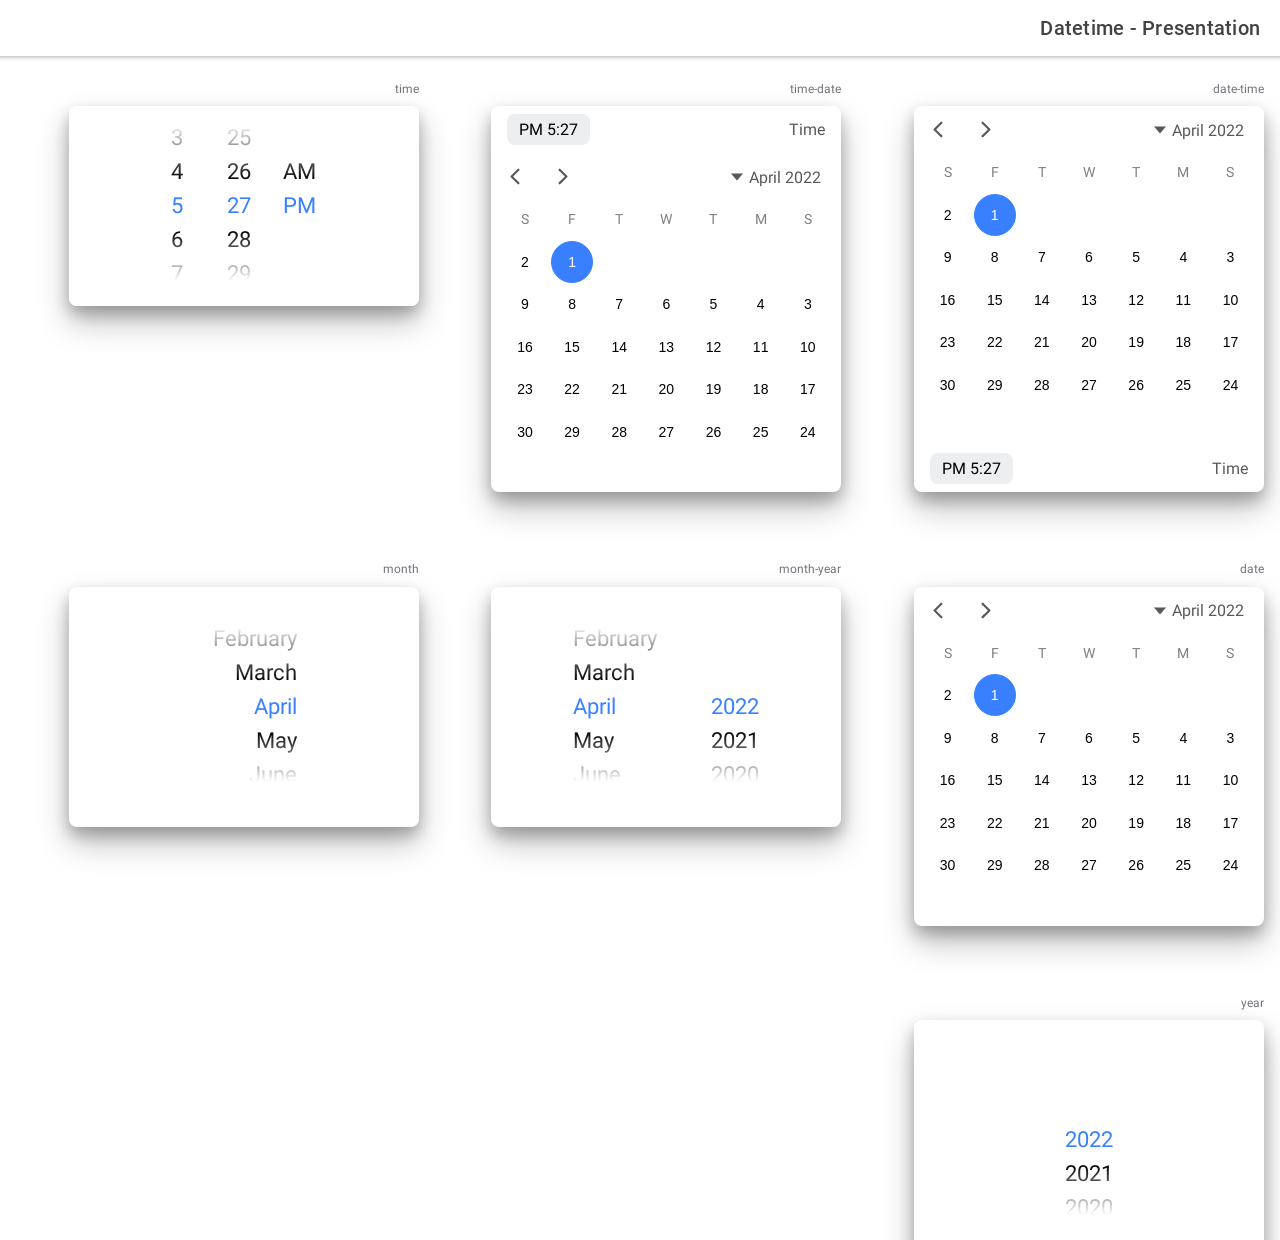 Datetime - Presentation
time
3 25
4 26 AM
5 27 PM
6 28
7 29
time-date
PM 5:27 Time
April 2022
S F T W T M S
2 1
9 8 7 6 5 4 3
16 15 14 13 12 11 10
23 22 21 20 19 18 17
30 29 28 27 26 25 24
date-time
April 2022
S F T W T M S
2 1
9 8 7 6 5 4 3
16 15 14 13 12 11 10
23 22 21 20 19 18 17
30 29 28 27 26 25 24
PM 5:27 Time
month
February
March
April
May
June
month-year
February
March
April 2022
May 2021
June 2020
date
April 2022
S F T W T M S
2 1
9 8 7 6 5 4 3
16 15 14 13 12 11 10
23 22 21 20 19 18 17
30 29 28 27 26 25 24
year
2022
2021
2020